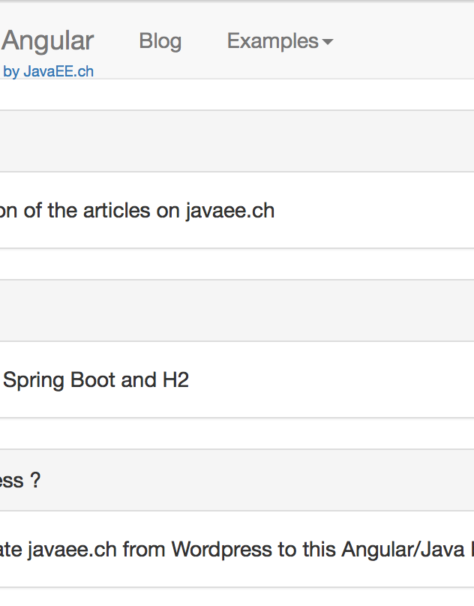 Angular Blog Examples
by JavaEE.ch
on of the articles on javaee.ch
Spring Boot and H2
ess ?
ate javaee.ch from Wordpress to this Angular/Java